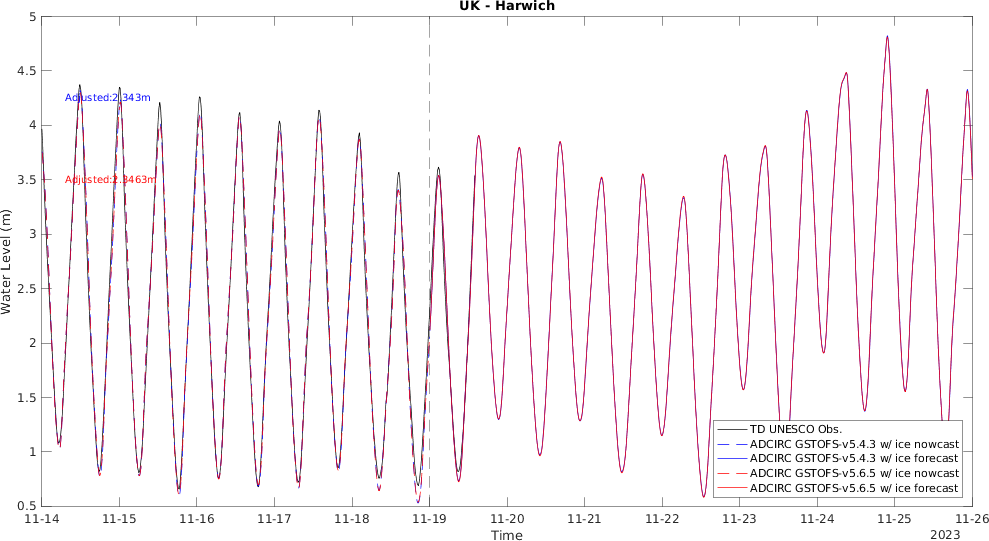 UK - Harwich
5
4.5
4
3.5
3
2.5
2
1.5
1
0.5
Water Level (m)
Adjusted:2.343m
Adjusted:2.3463m
TD UNESCO Obs.
ADCIRC GSTOFS-v5.4.3 w/ ice nowcast
ADCIRC GSTOFS-v5.4.3 w/ ice forecast
ADCIRC GSTOFS-v5.6.5 w/ ice nowcast
ADCIRC GSTOFS-v5.6.5 w/ ice forecast
11-14 11-15 11-16 11-17 11-18 11-19 11-20 11-21 11-22 11-23 11-24 11-25 11-26
Time
2023